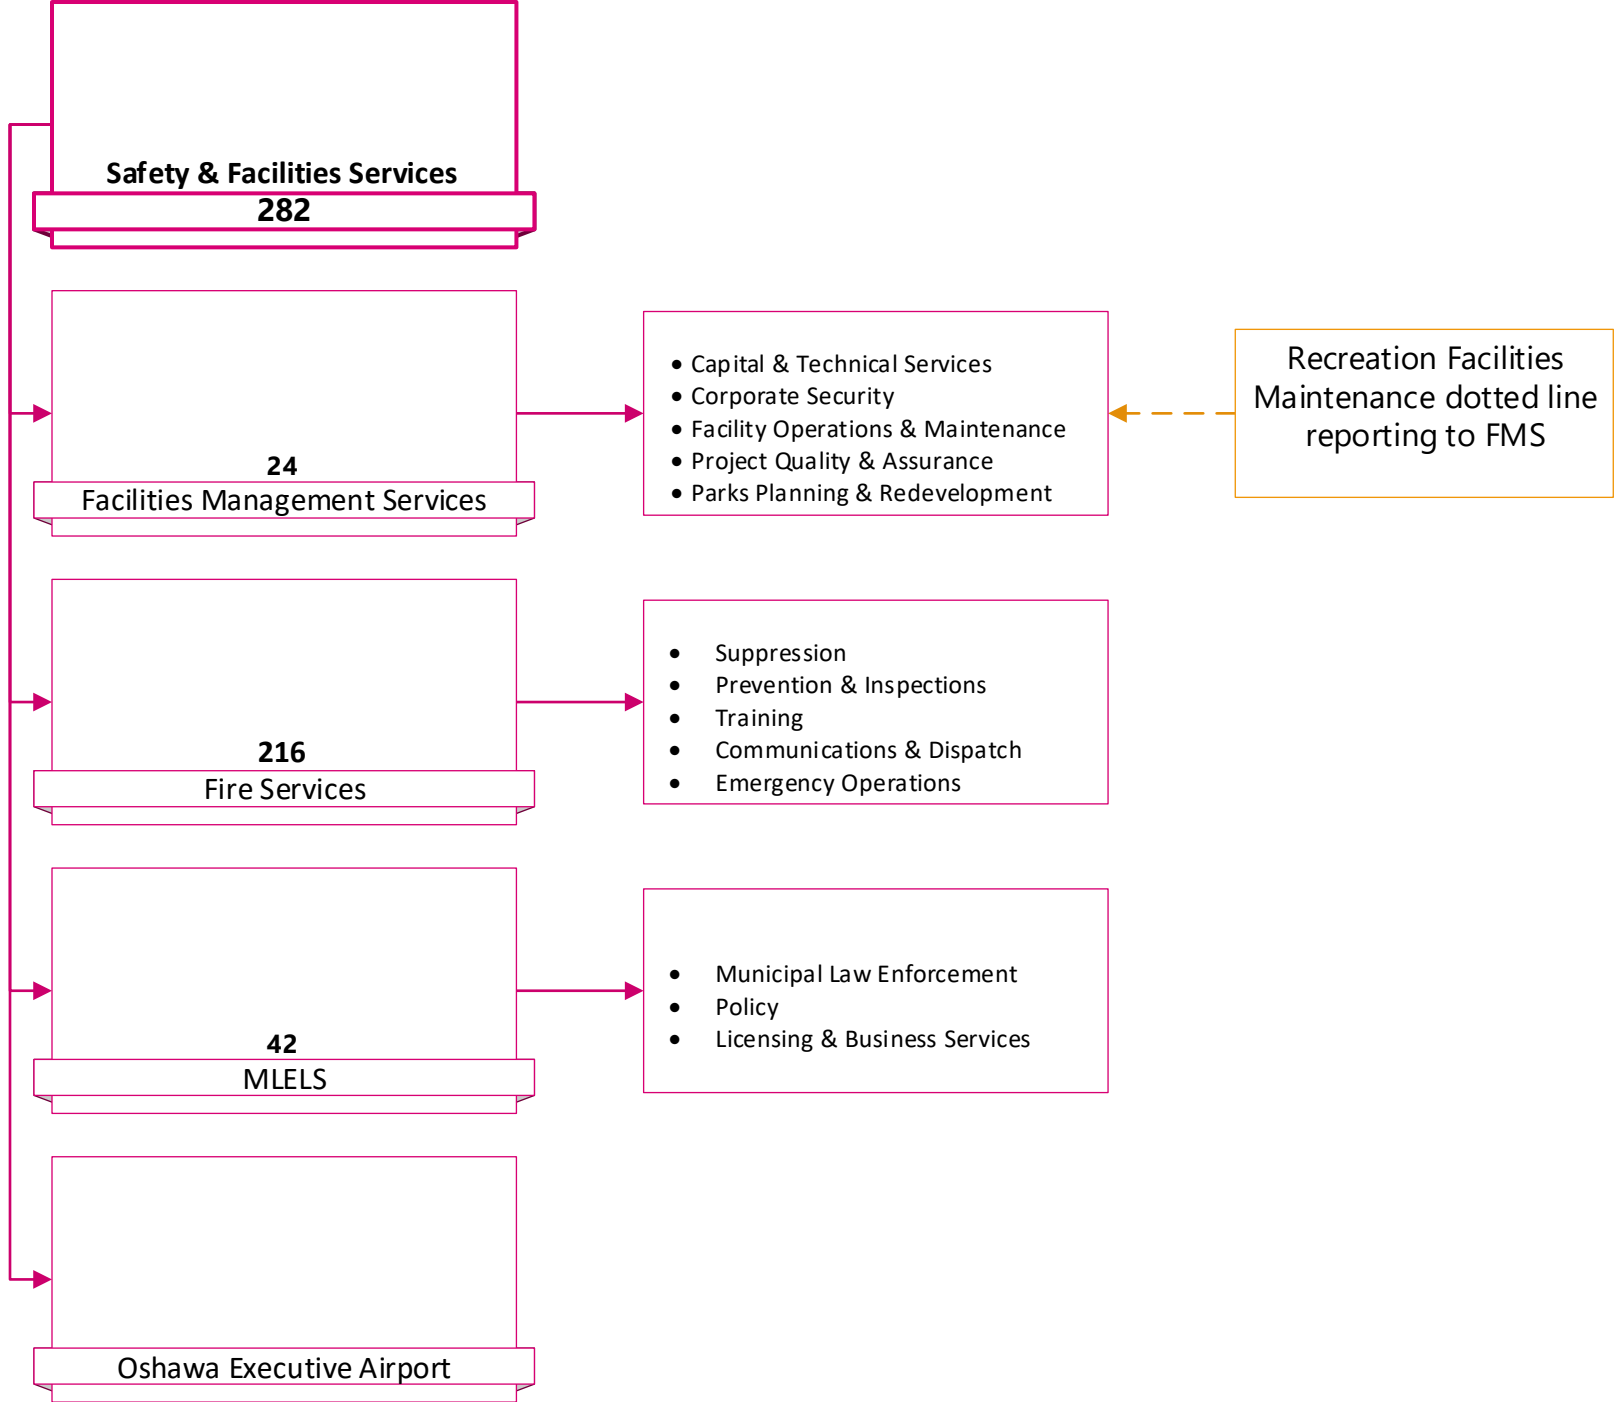 Safety & Facilities Services
282
24
Facilities Management Services
• Capital & Technical Services
• Corporate Security
• Facility Operations & Maintenance
• Project Quality & Assurance
• Parks Planning & Redevelopment
Recreation Facilities
Maintenance dotted line
reporting to FMS
216
Fire Services
• Suppression
• Prevention & Inspections
• Training
• Communications & Dispatch
• Emergency Operations
42
MLELS
• Municipal Law Enforcement
• Policy
• Licensing & Business Services
Oshawa Executive Airport